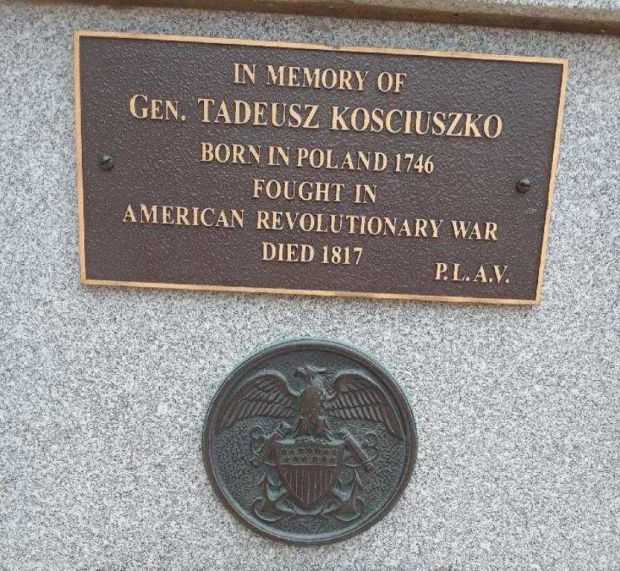 IN MEMORY OF
GEN. TADEUSZ KOSCIUSZKO
BORN IN POLAND 1746
FOUGHT IN
AMERICAN REVOLUTIONARY WAR
DIED 1817
P.L.A.V.